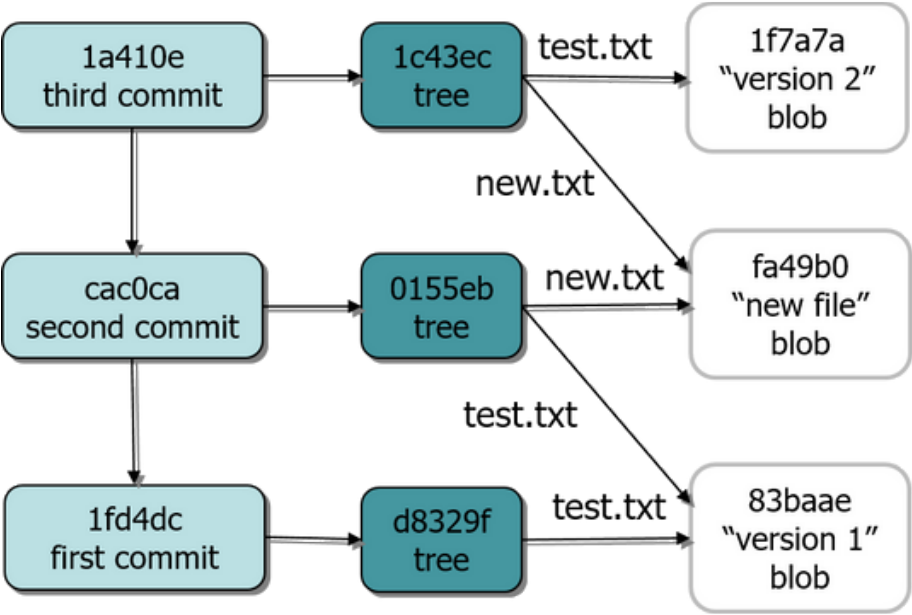 1a410e
third commit
1c43ec
tree
test.txt
1f7a7a
“version 2”
blob
new.txt
cac0ca
second commit
0155eb
tree
new.txt
fa49b0
“new file”
blob
test.txt
1fd4dc
first commit
d8329f
tree
test.txt
83baae
“version 1”
blob